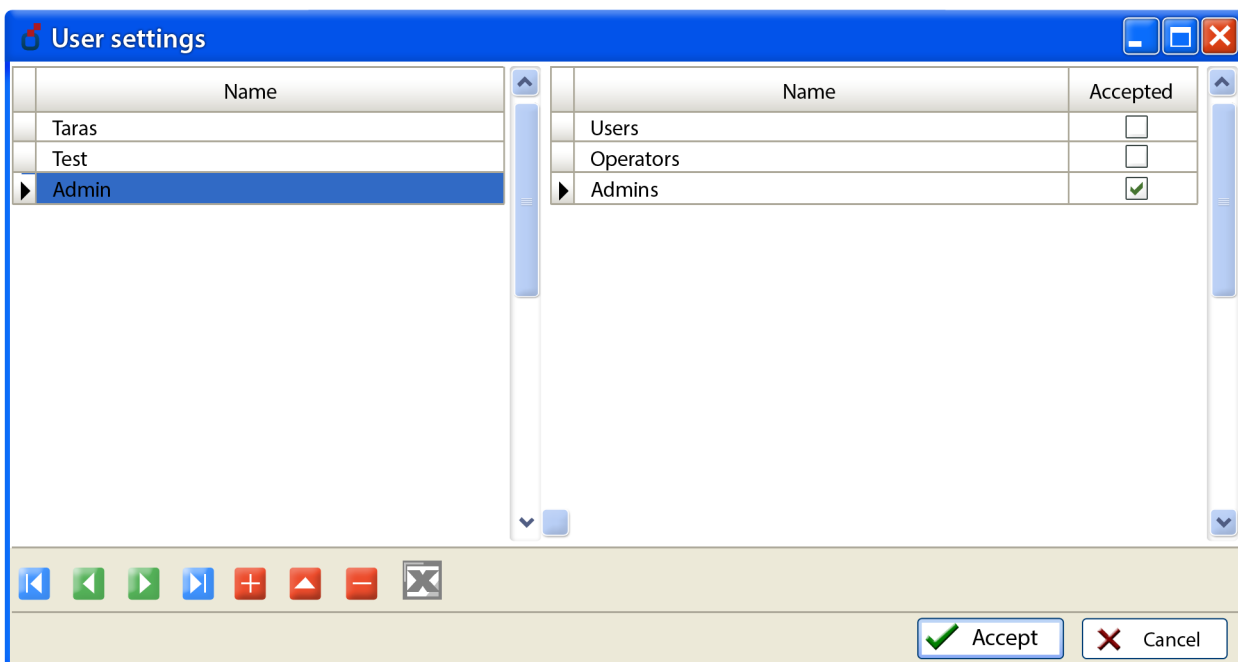 User settings
Name
Taras
Test
Admin
Name Accepted
Users
Operators
Admins
Accept Cancel